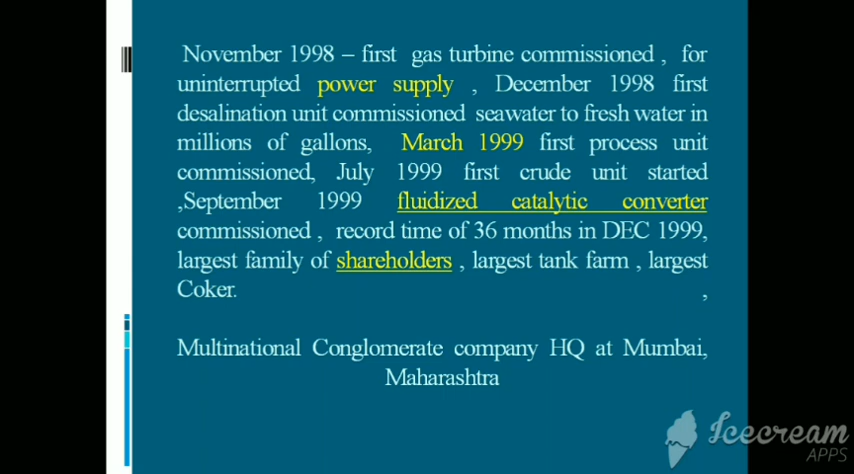 November 1998 – first gas turbine commissioned , for
uninterrupted power supply , December 1998 first
desalination unit commissioned seawater to fresh water in
millions of gallons, March 1999 first process unit
commissioned, July 1999 first crude unit started
,September 1999 fluidized catalytic converter
commissioned , record time of 36 months in DEC 1999,
largest family of shareholders , largest tank farm , largest
Coker. ,
Multinational Conglomerate company HQ at Mumbai,
Maharashtra
Icecream
APPS